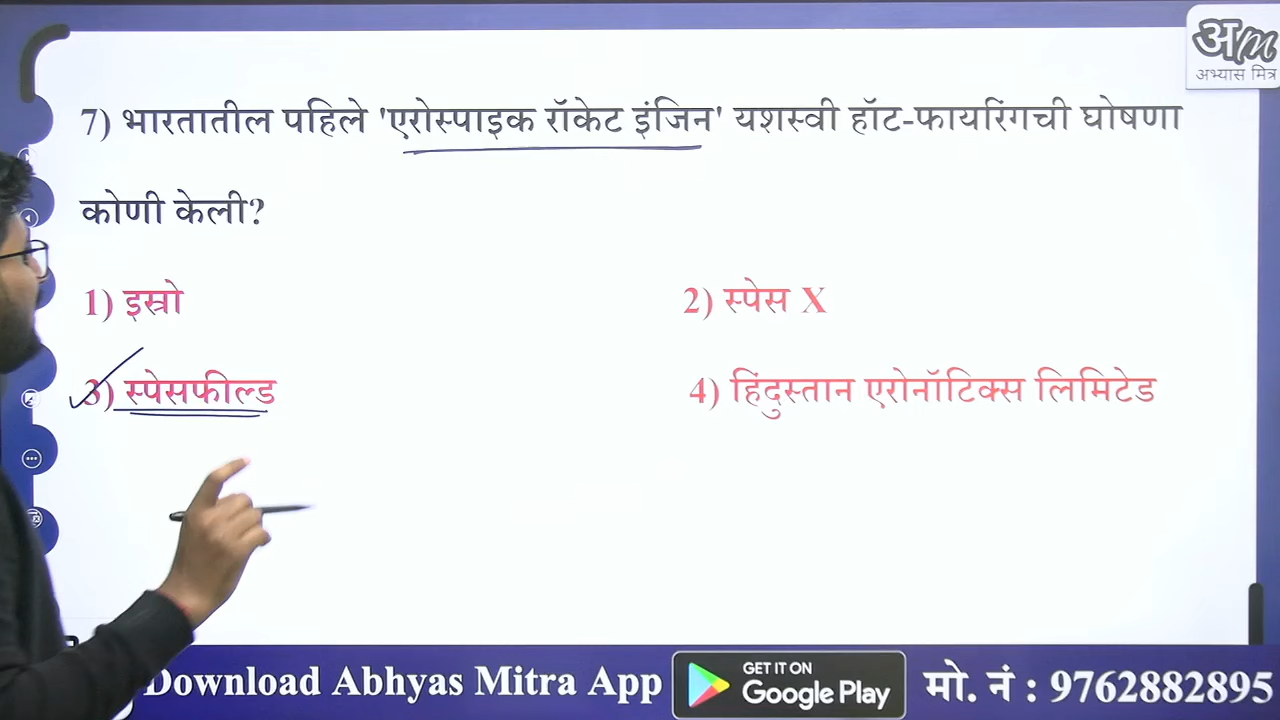 अm
अभ्यास मित्र
7) भारतातील पहिले 'एरोस्पाइक रॉकेट इंजिन' यशस्वी हॉट-फायरिंगची घोषणा
कोणी केली?
1) इस्रो
2) स्पेस X
3) स्पेसफील्ड
4) हिंदुस्तान एरोनॉटिक्स लिमिटेड
Download Abhyas Mitra App
GET IT ON
Google Play
मो. नं : 9762882895